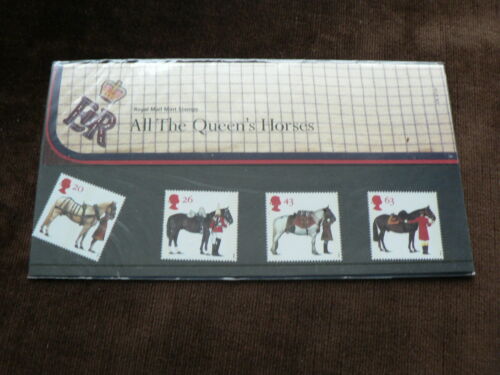 EIIR
Royal Mail Mint Stamps
All The Queen's Horses
20
26
43
63